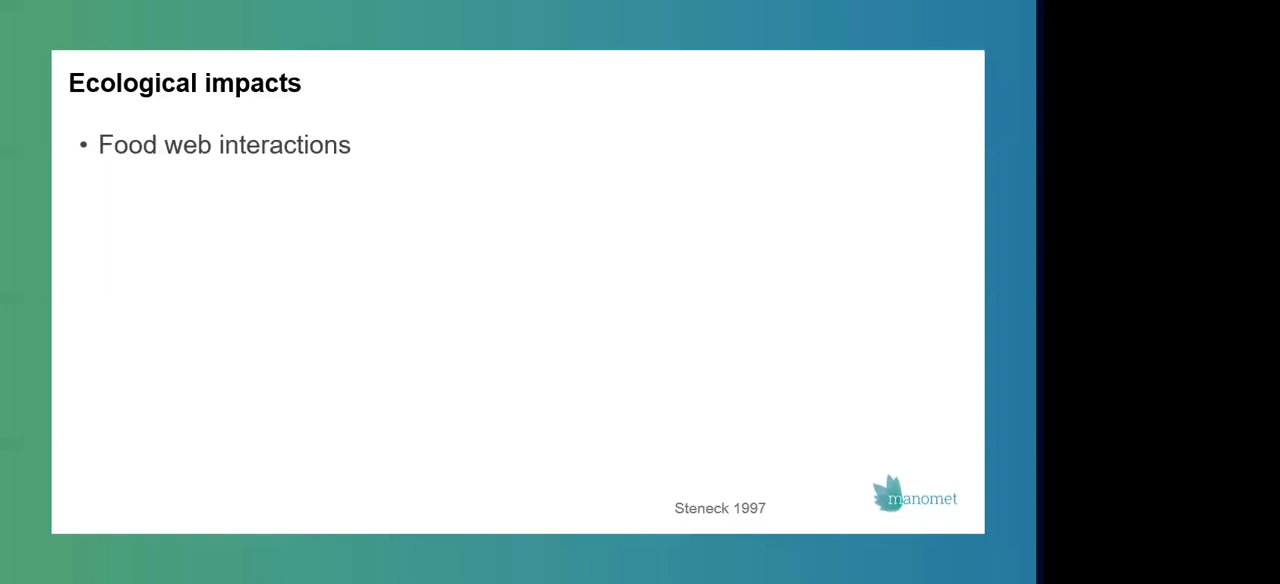 Ecological impacts
• Food web interactions
Steneck 1997
manomet